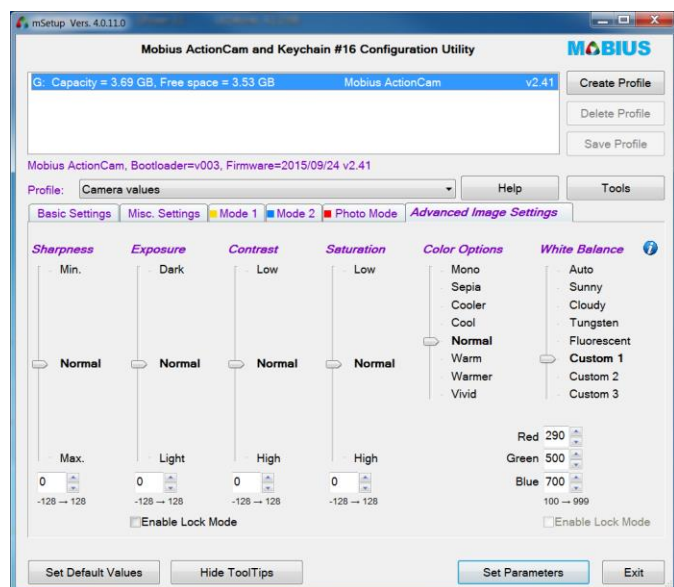 mSetup Vers. 4.0.11.0
Mobius ActionCam and Keychain #16 Configuration Utility
MOBIUS
G: Capacity = 3.69 GB, Free space = 3.53 GB Mobius ActionCam v2.41
Create Profile
Delete Profile
Save Profile
Mobius ActionCam, Bootloader=v003, Firmware=2015/09/24 v2.41
Profile: Camera values Help Tools
Basic Settings Misc. Settings Mode 1 Mode 2 Photo Mode Advanced Image Settings
Sharpness Exposure Contrast Saturation Color Options White Balance
Min. Dark Low Low Mono Auto
Sepia Sunny
Cooler Cloudy
Cool Tungsten
Normal Fluorescent
Normal Normal Normal Normal Warm Custom 1
Warmer Custom 2
Vivid Custom 3
Red 290
Max. Light High High Green 500
0 0 0 0 Blue 700
-128 → 128 -128 → 128 -128 → 128 -128 → 128 100 → 999
Enable Lock Mode Enable Lock Mode
Set Default Values Hide ToolTips Set Parameters Exit